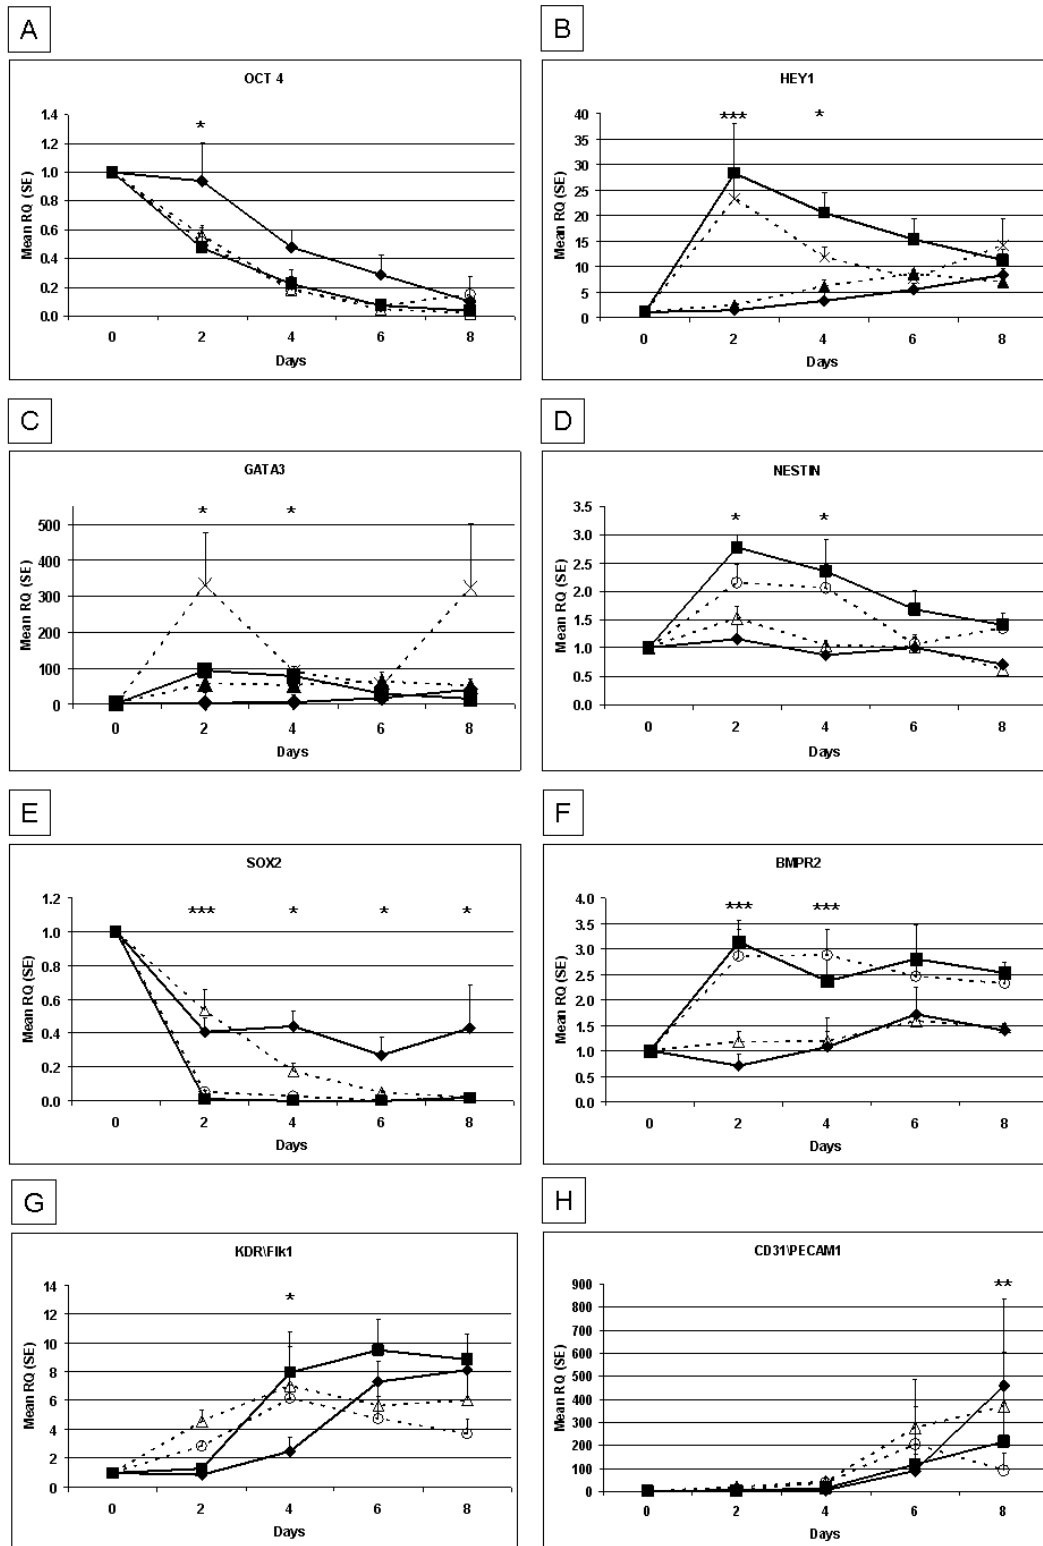 A
OCT 4
1.4
1.2
1.0
0.8
0.6
0.4
0.2
0.0
Mean RQ (SE)
*
0 2 4 6 8
Days
B
HEY1
40
35
30
25
20
15
10
5
0
Mean RQ (SE)
*** *
0 2 4 6 8
Days
C
GATA3
500
400
300
200
100
0
Mean RQ (SE)
* *
0 2 4 6 8
Days
D
NESTIN
3.5
3.0
2.5
2.0
1.5
1.0
0.5
0.0
Mean RQ (SE)
* *
0 2 4 6 8
Days
E
SOX2
1.2
1.0
0.8
0.6
0.4
0.2
0.0
Mean RQ (SE)
*** * * *
0 2 4 6 8
Days
F
BMPR2
4.0
3.5
3.0
2.5
2.0
1.5
1.0
0.5
0.0
Mean RQ (SE)
*** ***
0 2 4 6 8
Days
G
KDR\Flk1
14
12
10
8
6
4
2
0
Mean RQ (SE)
*
0 2 4 6 8
Days
H
CD31\PECAM1
900
800
700
600
500
400
300
200
100
0
Mean RQ (SE)
**
0 2 4 6 8
Days